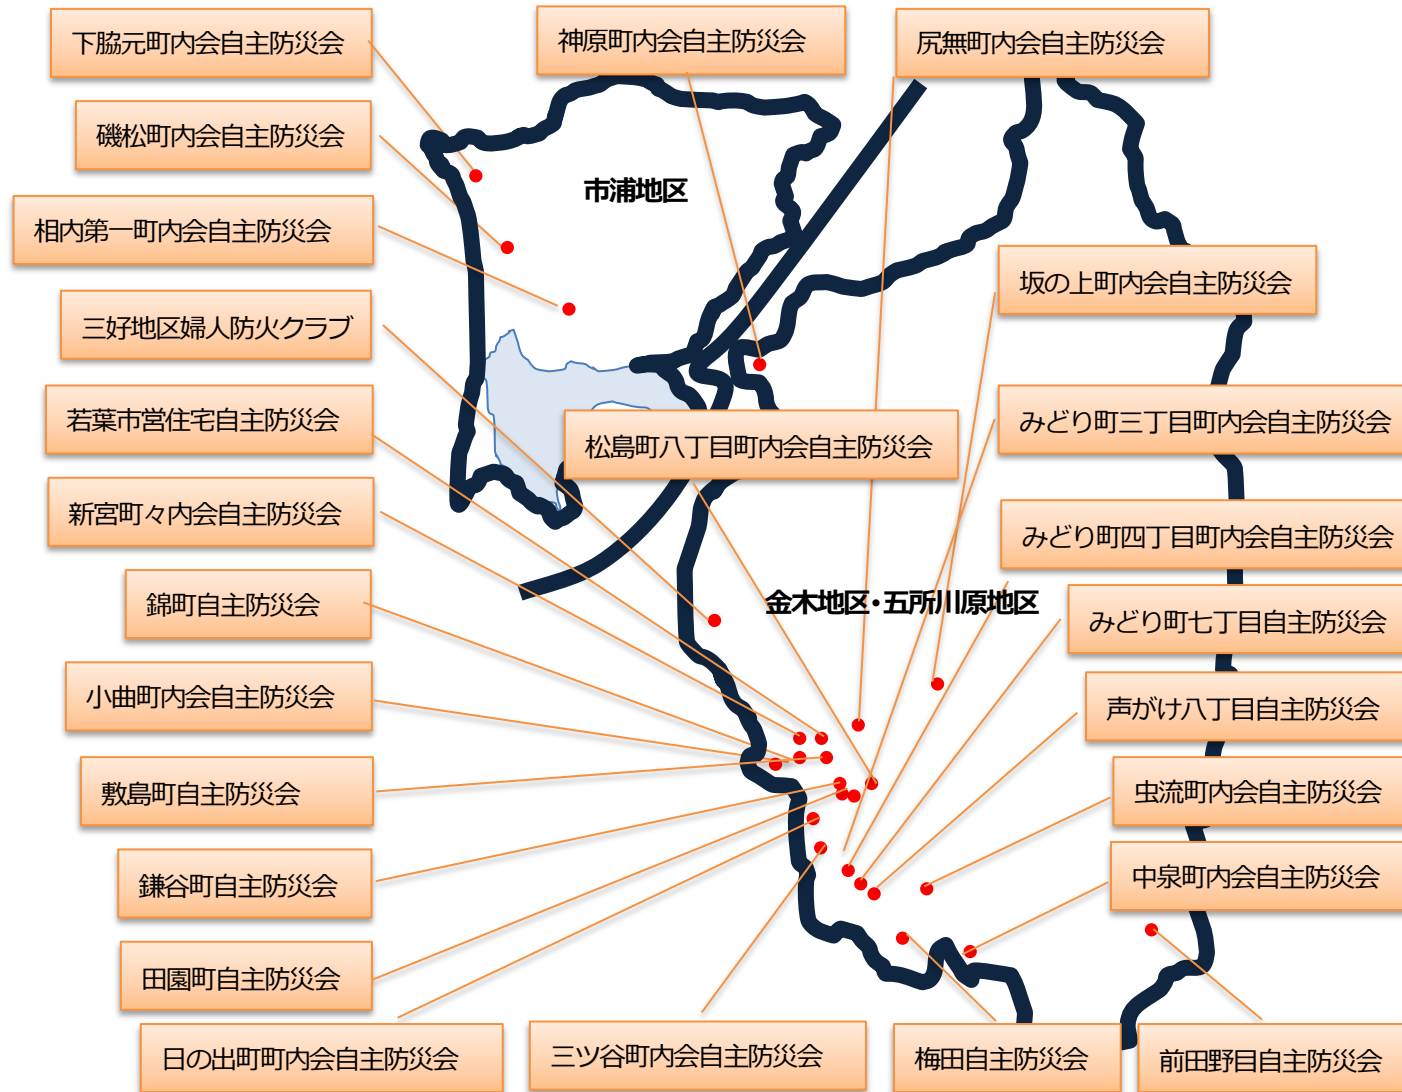 下脇元町内会自主防災会
神原町内会自主防災会
尻無町内会自主防災会
磯松町内会自主防災会
市浦地区
相内第一町内会自主防災会
坂の上町内会自主防災会
三好地区婦人防火クラブ
若葉市営住宅自主防災会
みどり町三丁目町内会自主防災会
松島町八丁目町内会自主防災会
新宮町々内会自主防災会
みどり町四丁目町内会自主防災会
錦町自主防災会
金木地区・五所川原地区
みどり町七丁目自主防災会
小曲町内会自主防災会
声がけ八丁目自主防災会
敷島町自主防災会
虫流町内会自主防災会
鎌谷町自主防災会
中泉町内会自主防災会
田園町自主防災会
日の出町町内会自主防災会
三ツ谷町内会自主防災会
梅田自主防災会
前田野目自主防災会